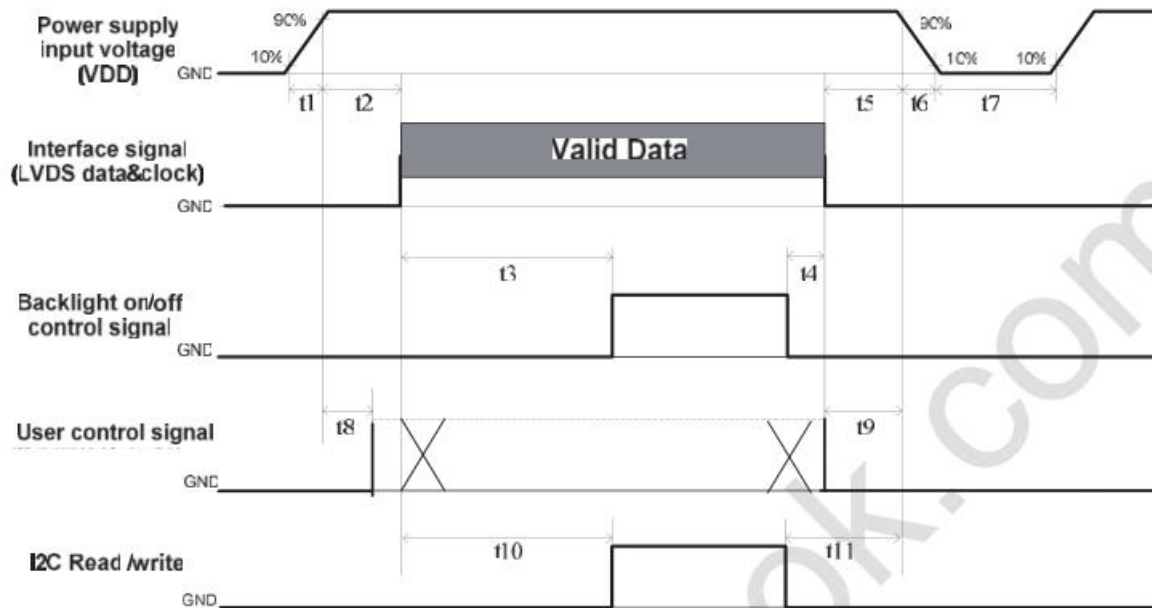 Power supply
input voltage
(VDD)
90%
10%
GND
90%
10%
10%
t1
t2
t5
t6
t7
Interface signal
(LVDS data&clock)
Valid Data
GND
t3
t4
Backlight on/off
control signal
GND
t8
t9
User control signal
GND
t10
t11
I2C Read /write
GND
ok.com